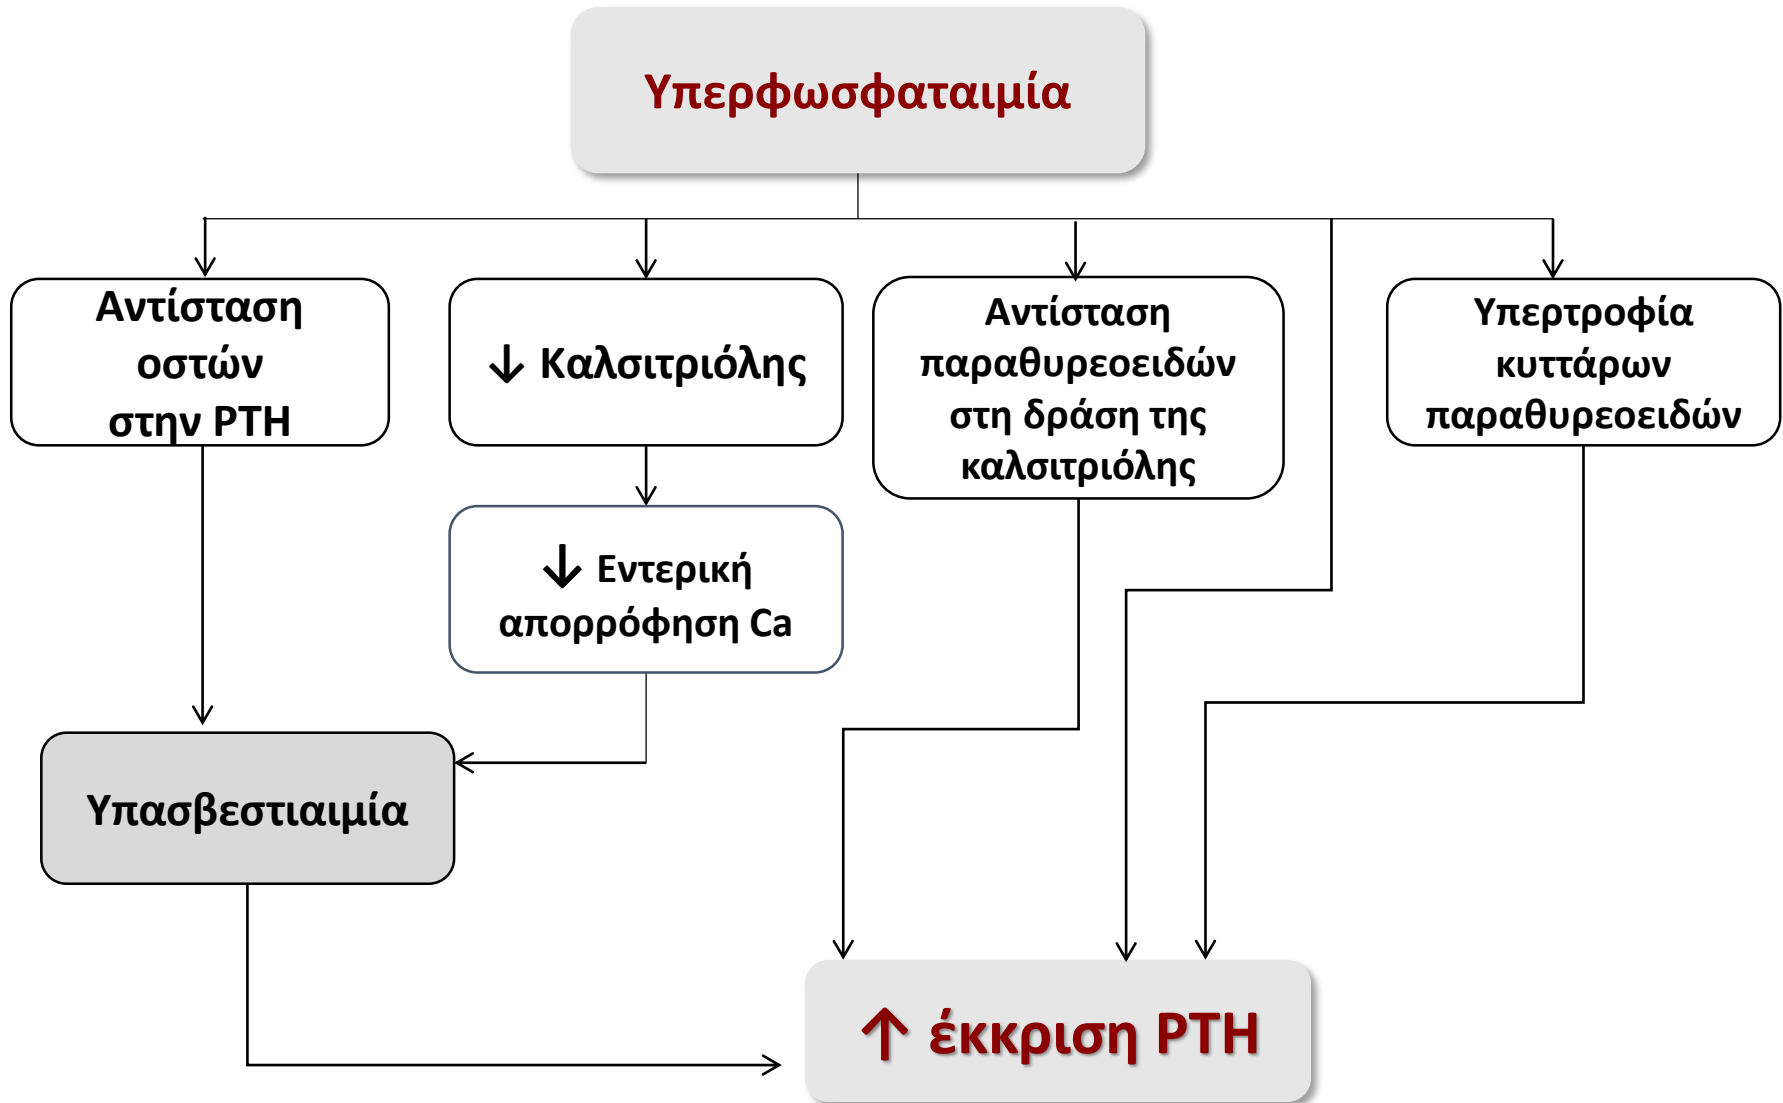 Υπερφωσφαταιμία
Αντίσταση
οστών
στην PTH
↓ Καλσιτριόλης
Αντίσταση
παραθυρεοειδών
στη δράση της
καλσιτριόλης
Υπερτροφία
κυττάρων
παραθυρεοειδών
↓ Εντερική
απορρόφηση Ca
Υπασβεστιαιμία
↑ έκκριση PTH